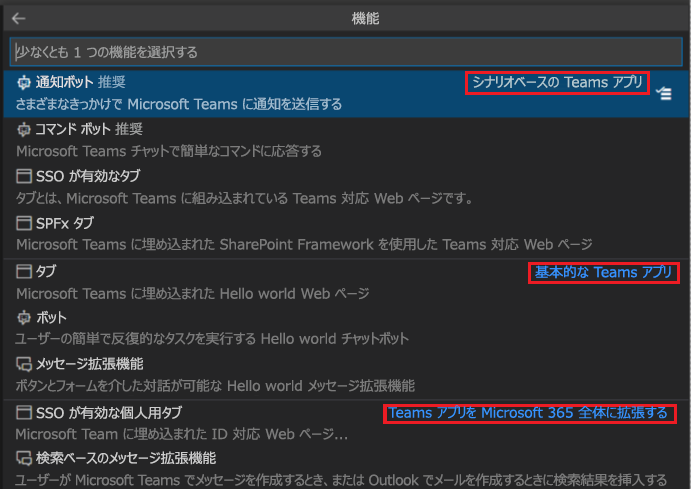 機能
少なくとも 1 つの機能を選択する
通知ボット 推奨 シナリオベースの Teams アプリ
さまざまなきっかけで Microsoft Teams に通知を送信する
コマンド ボット 推奨
Microsoft Teams チャットで簡単なコマンドに応答する
SSO が有効なタブ
タブとは、Microsoft Teams に組み込まれている Teams 対応 Web ページです。
SPFx タブ
Microsoft Teams に埋め込まれた SharePoint Framework を使用した Teams 対応 Web ページ
タブ 基本的な Teams アプリ
Microsoft Teams に埋め込まれた Hello world Web ページ
ボット
ユーザーの簡単で反復的なタスクを実行する Hello world チャットボット
メッセージ拡張機能
ボタンとフォームを介した対話が可能な Hello world メッセージ拡張機能
SSO が有効な個人用タブ Teams アプリを Microsoft 365 全体に拡張する
Microsoft Team に埋め込まれた ID 対応 Web ページ...
検索ベースのメッセージ拡張機能
ユーザーが Microsoft Teams でメッセージを作成するとき、または Outlook でメールを作成するときに検索結果を挿入する